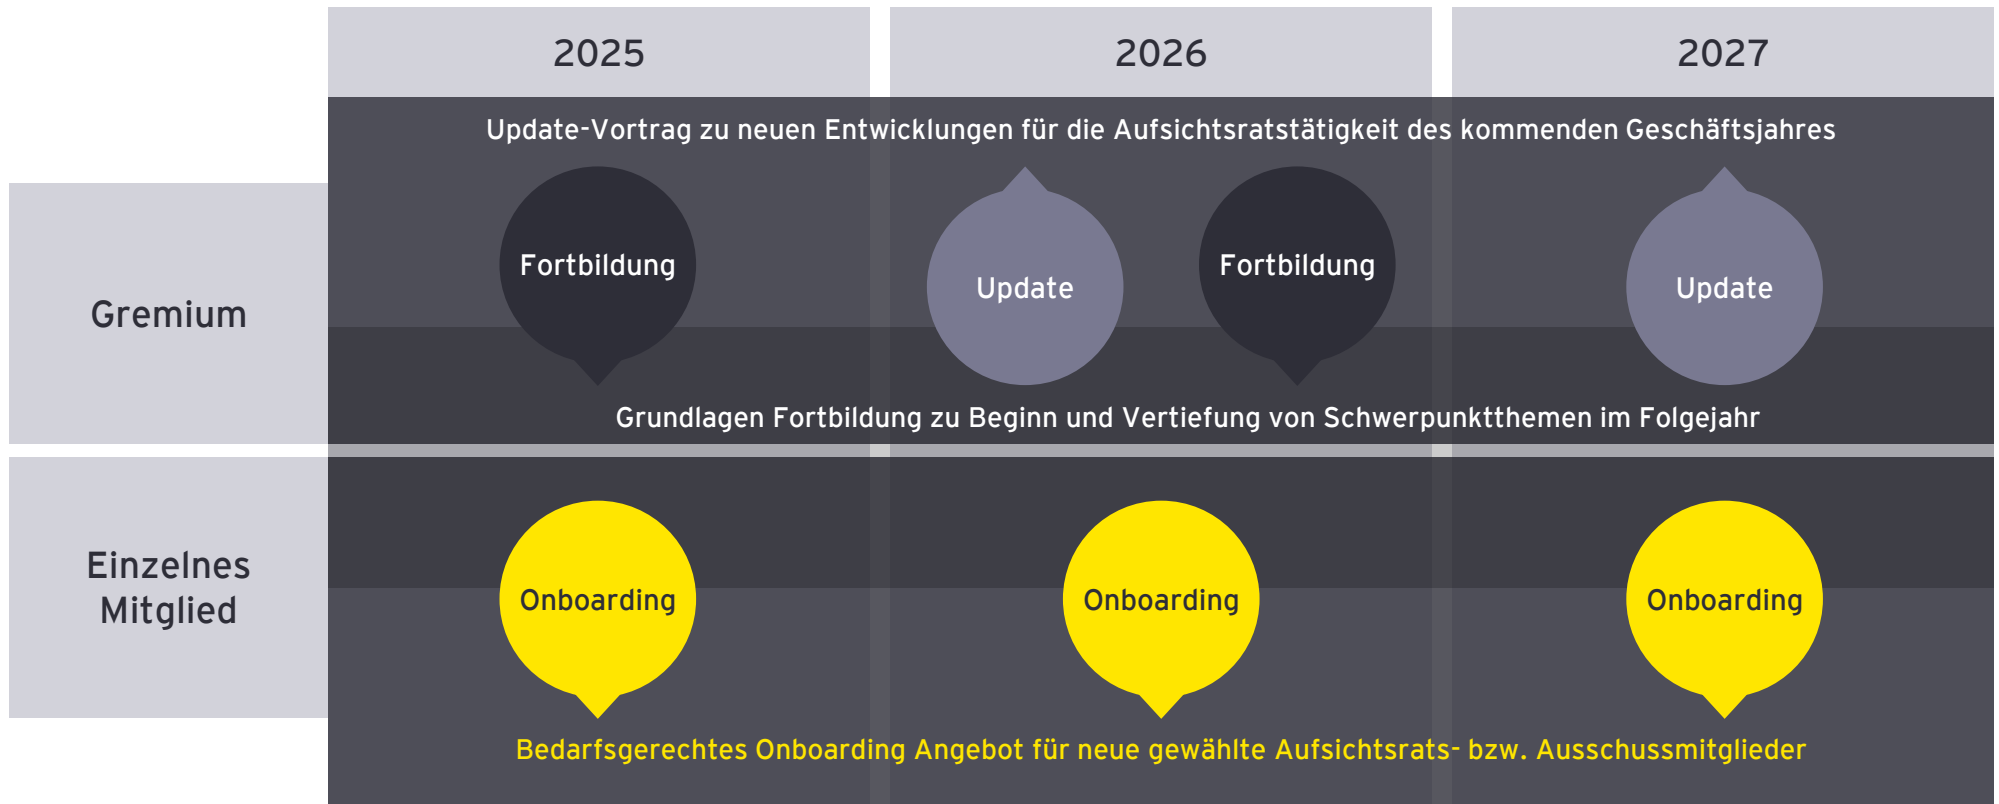 2025
2026
2027
Update-Vortrag zu neuen Entwicklungen für die Aufsichtsratstätigkeit des kommenden Geschäftsjahres
Gremium
Fortbildung
Update
Fortbildung
Update
Grundlagen Fortbildung zu Beginn und Vertiefung von Schwerpunktthemen im Folgejahr
Einzelnes
Mitglied
Onboarding
Onboarding
Onboarding
Bedarfsgerechtes Onboarding Angebot für neue gewählte Aufsichtsrats- bzw. Ausschussmitglieder